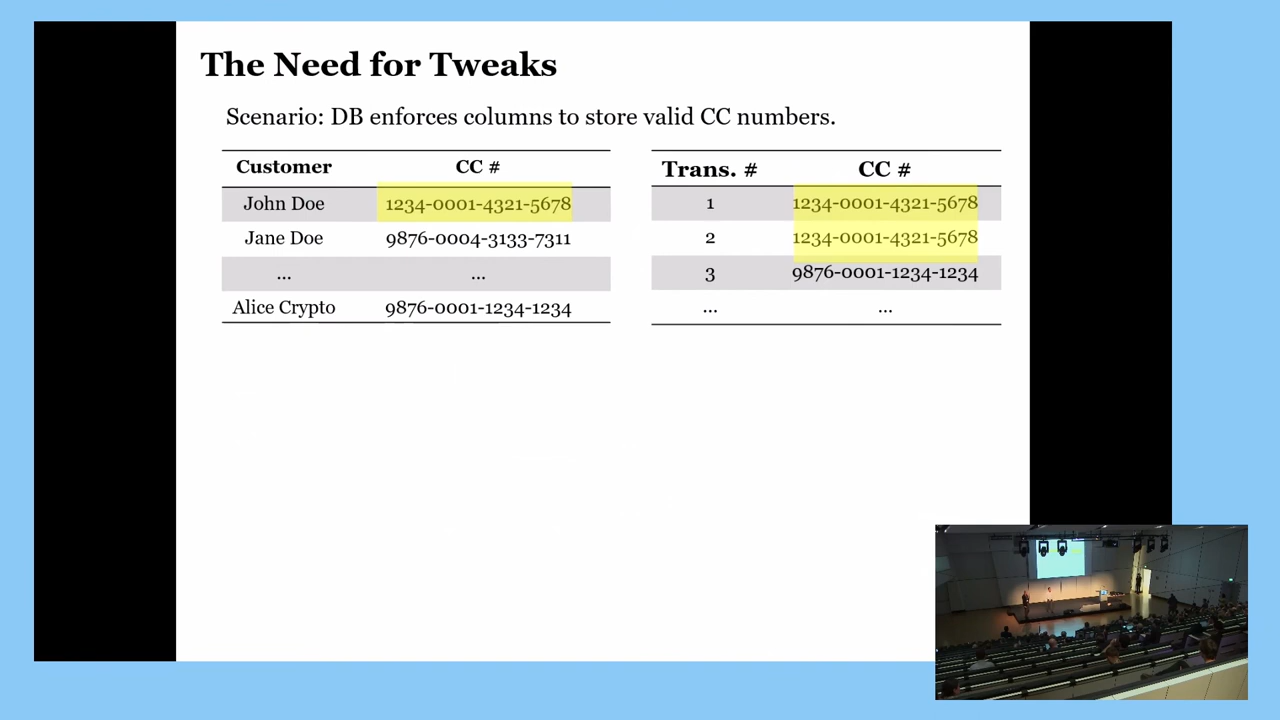 The Need for Tweaks
Scenario: DB enforces columns to store valid CC numbers.
Customer CC #
John Doe 1234-0001-4321-5678
Jane Doe 9876-0004-3133-7311
... ...
Alice Crypto 9876-0001-1234-1234
Trans. # CC #
1 1234-0001-4321-5678
2 1234-0001-4321-5678
3 9876-0001-1234-1234
... ...